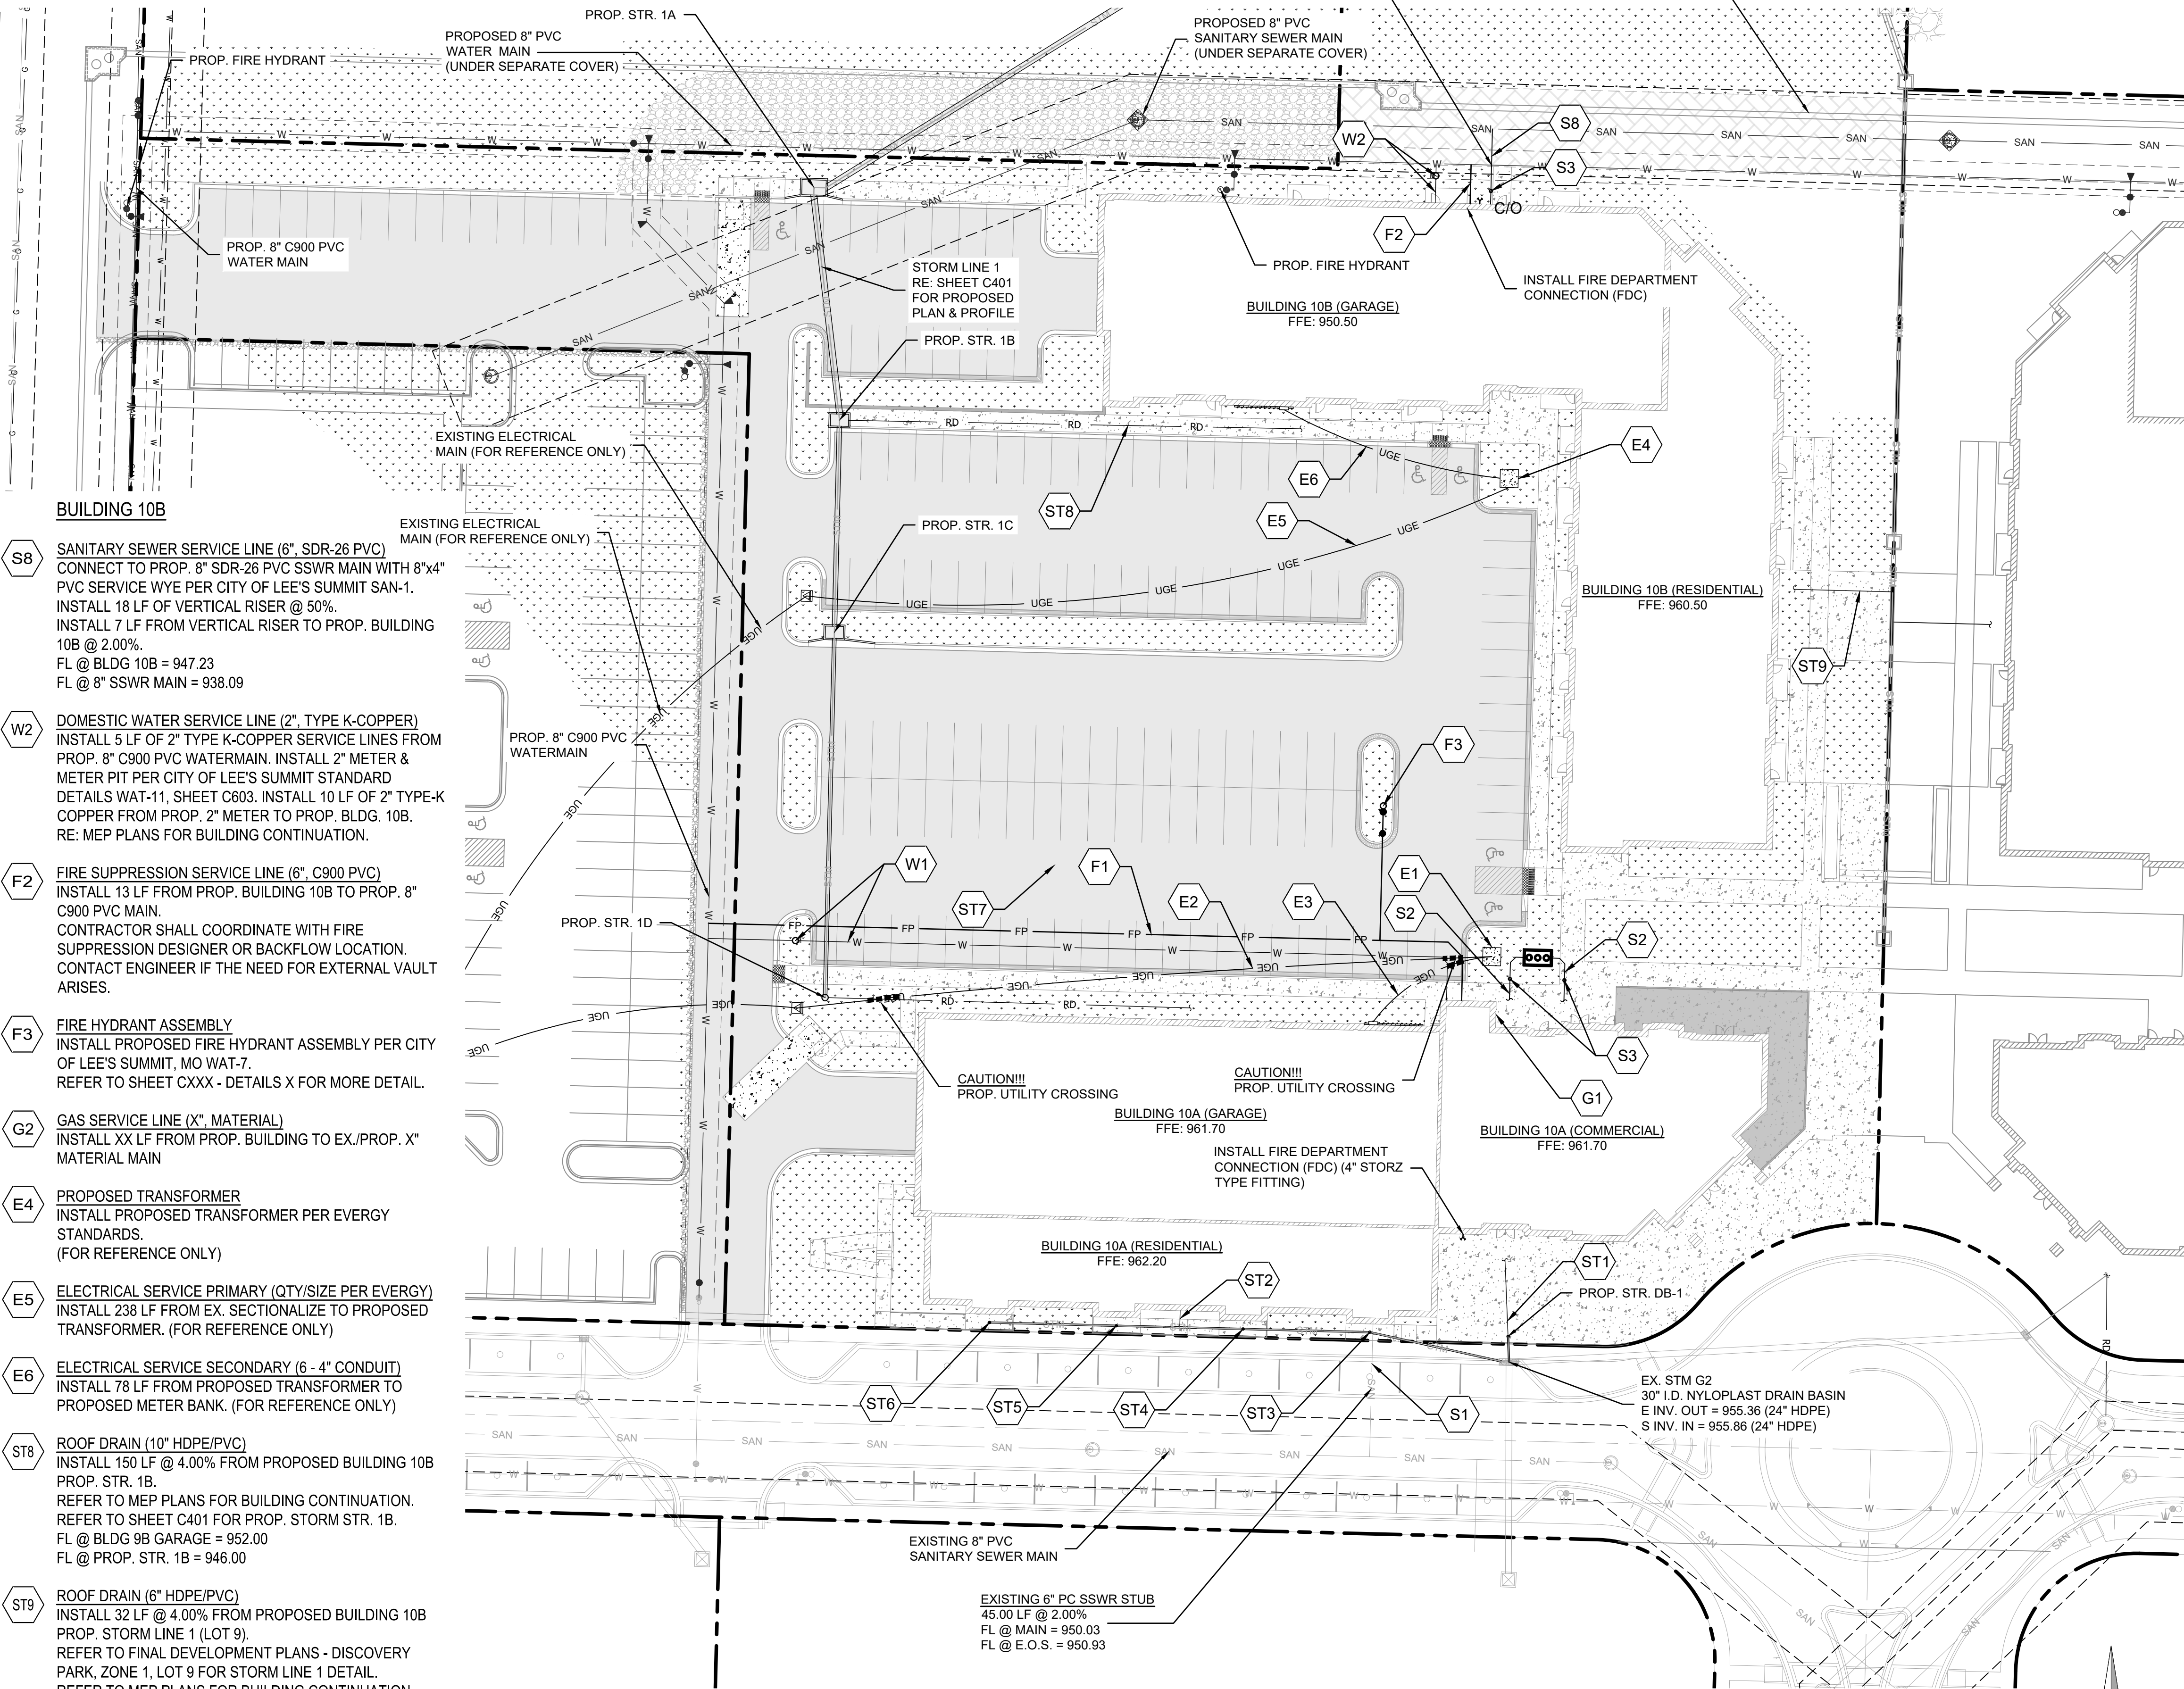 PROP. STR. 1A
PROPOSED 8" PVC
WATER MAIN
(UNDER SEPARATE COVER)
PROP. FIRE HYDRANT
PROPOSED 8" PVC
SANITARY SEWER MAIN
(UNDER SEPARATE COVER)
S8
W2
S3
C/O
F2
PROP. 8" C900 PVC
WATER MAIN
STORM LINE 1
RE: SHEET C401
FOR PROPOSED
PLAN & PROFILE
PROP. FIRE HYDRANT
INSTALL FIRE DEPARTMENT
CONNECTION (FDC)
BUILDING 10B (GARAGE)
FFE: 950.50
PROP. STR. 1B
EXISTING ELECTRICAL
MAIN (FOR REFERENCE ONLY)
E4
E6
ST8
E5
EXISTING ELECTRICAL
MAIN (FOR REFERENCE ONLY)
PROP. STR. 1C
BUILDING 10B (RESIDENTIAL)
FFE: 960.50
ST9
PROP. 8" C900 PVC
WATERMAIN
F3
W1
F1
E1
ST7
E2
E3
S2
S2
PROP. STR. 1D
S3
G1
CAUTION!!!
PROP. UTILITY CROSSING
CAUTION!!!
PROP. UTILITY CROSSING
BUILDING 10A (GARAGE)
FFE: 961.70
BUILDING 10A (COMMERCIAL)
FFE: 961.70
INSTALL FIRE DEPARTMENT
CONNECTION (FDC) (4" STORZ
TYPE FITTING)
BUILDING 10A (RESIDENTIAL)
FFE: 962.20
ST2
ST1
PROP. STR. DB-1
ST6
ST5
ST4
ST3
S1
EX. STM G2
30" I.D. NYLOPLAST DRAIN BASIN
E INV. OUT = 955.36 (24" HDPE)
S INV. IN = 955.86 (24" HDPE)
EXISTING 8" PVC
SANITARY SEWER MAIN
EXISTING 6" PC SSWR STUB
45.00 LF @ 2.00%
FL @ MAIN = 950.03
FL @ E.O.S. = 950.93
BUILDING 10B
S8
SANITARY SEWER SERVICE LINE (6", SDR-26 PVC)
CONNECT TO PROP. 8" SDR-26 PVC SSWR MAIN WITH 8"x4"
PVC SERVICE WYE PER CITY OF LEE'S SUMMIT SAN-1.
INSTALL 18 LF OF VERTICAL RISER @ 50%.
INSTALL 7 LF FROM VERTICAL RISER TO PROP. BUILDING
10B @ 2.00%.
FL @ BLDG 10B = 947.23
FL @ 8" SSWR MAIN = 938.09
W2
DOMESTIC WATER SERVICE LINE (2", TYPE K-COPPER)
INSTALL 5 LF OF 2" TYPE K-COPPER SERVICE LINES FROM
PROP. 8" C900 PVC WATERMAIN. INSTALL 2" METER &
METER PIT PER CITY OF LEE'S SUMMIT STANDARD
DETAILS WAT-11, SHEET C603. INSTALL 10 LF OF 2" TYPE-K
COPPER FROM PROP. 2" METER TO PROP. BLDG. 10B.
RE: MEP PLANS FOR BUILDING CONTINUATION.
F2
FIRE SUPPRESSION SERVICE LINE (6", C900 PVC)
INSTALL 13 LF FROM PROP. BUILDING 10B TO PROP. 8"
C900 PVC MAIN.
CONTRACTOR SHALL COORDINATE WITH FIRE
SUPPRESSION DESIGNER OR BACKFLOW LOCATION.
CONTACT ENGINEER IF THE NEED FOR EXTERNAL VAULT
ARISES.
F3
FIRE HYDRANT ASSEMBLY
INSTALL PROPOSED FIRE HYDRANT ASSEMBLY PER CITY
OF LEE'S SUMMIT, MO WAT-7.
REFER TO SHEET CXXX - DETAILS X FOR MORE DETAIL.
G2
GAS SERVICE LINE (X", MATERIAL)
INSTALL XX LF FROM PROP. BUILDING TO EX./PROP. X"
MATERIAL MAIN
E4
PROPOSED TRANSFORMER
INSTALL PROPOSED TRANSFORMER PER EVERGY
STANDARDS.
(FOR REFERENCE ONLY)
E5
ELECTRICAL SERVICE PRIMARY (QTY/SIZE PER EVERGY)
INSTALL 238 LF FROM EX. SECTIONALIZE TO PROPOSED
TRANSFORMER. (FOR REFERENCE ONLY)
E6
ELECTRICAL SERVICE SECONDARY (6 - 4" CONDUIT)
INSTALL 78 LF FROM PROPOSED TRANSFORMER TO
PROPOSED METER BANK. (FOR REFERENCE ONLY)
ST8
ROOF DRAIN (10" HDPE/PVC)
INSTALL 150 LF @ 4.00% FROM PROPOSED BUILDING 10B
PROP. STR. 1B.
REFER TO MEP PLANS FOR BUILDING CONTINUATION.
REFER TO SHEET C401 FOR PROP. STORM STR. 1B.
FL @ BLDG 9B GARAGE = 952.00
FL @ PROP. STR. 1B = 946.00
ST9
ROOF DRAIN (6" HDPE/PVC)
INSTALL 32 LF @ 4.00% FROM PROPOSED BUILDING 10B
PROP. STORM LINE 1 (LOT 9).
REFER TO FINAL DEVELOPMENT PLANS - DISCOVERY
PARK, ZONE 1, LOT 9 FOR STORM LINE 1 DETAIL.
REFER TO MEP PLANS FOR BUILDING CONTINUATION